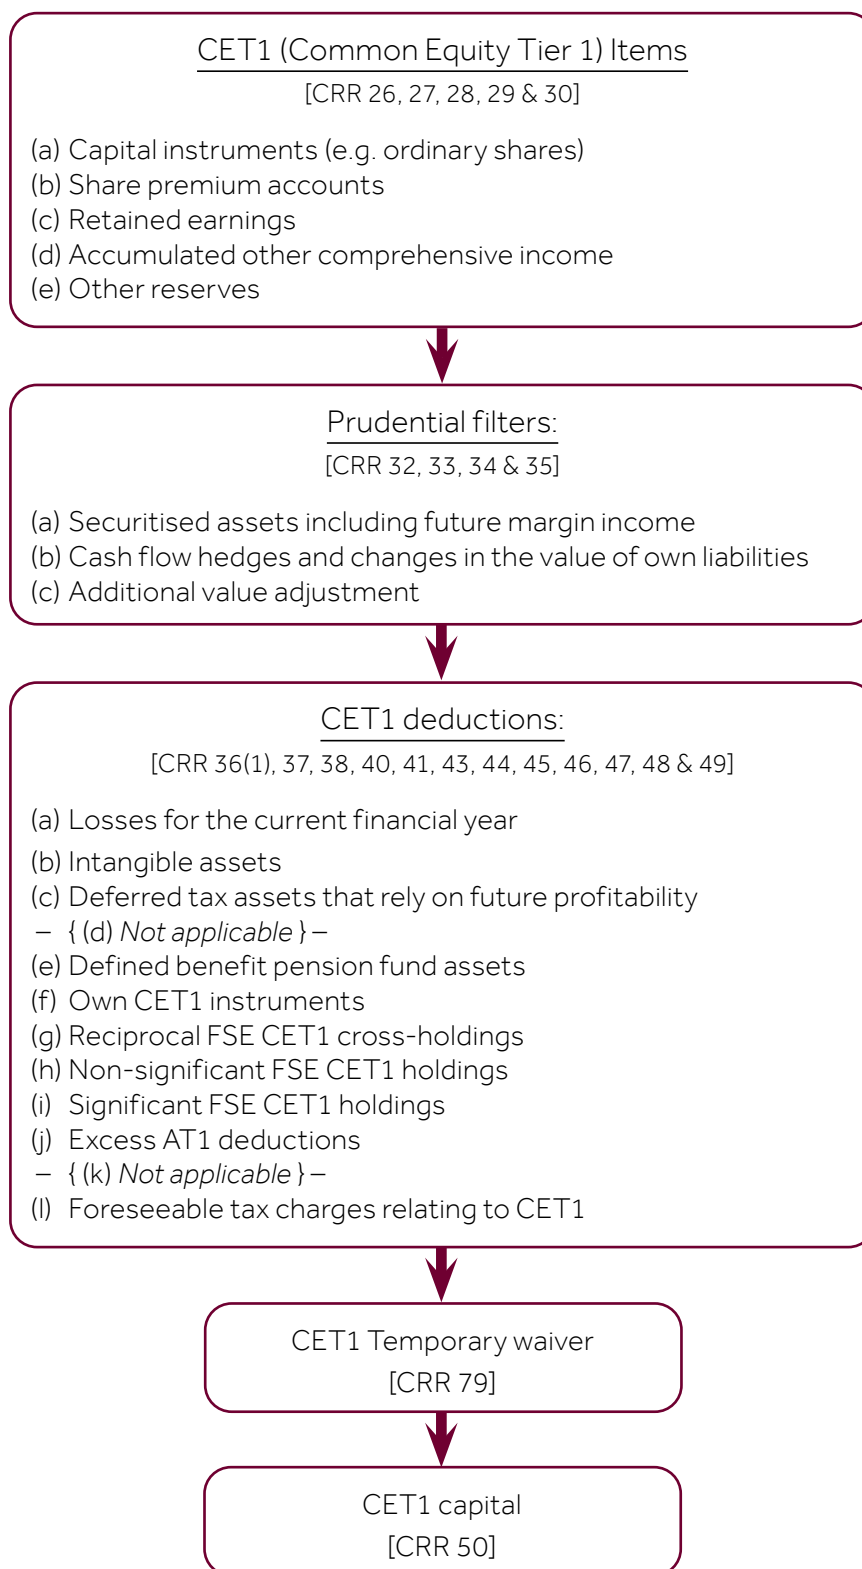 CET1 (Common Equity Tier 1) Items
[CRR 26, 27, 28, 29 & 30]
(a) Capital instruments (e.g. ordinary shares)
(b) Share premium accounts
(c) Retained earnings
(d) Accumulated other comprehensive income
(e) Other reserves
Prudential filters:
[CRR 32, 33, 34 & 35]
(a) Securitised assets including future margin income
(b) Cash flow hedges and changes in the value of own liabilities
(c) Additional value adjustment
CET1 deductions:
[CRR 36(1), 37, 38, 40, 41, 43, 44, 45, 46, 47, 48 & 49]
(a) Losses for the current financial year
(b) Intangible assets
(c) Deferred tax assets that rely on future profitability
– { (d) Not applicable } –
(e) Defined benefit pension fund assets
(f) Own CET1 instruments
(g) Reciprocal FSE CET1 cross-holdings
(h) Non-significant FSE CET1 holdings
(i) Significant FSE CET1 holdings
(j) Excess AT1 deductions
– { (k) Not applicable } –
(l) Foreseeable tax charges relating to CET1
CET1 Temporary waiver
[CRR 79]
CET1 capital
[CRR 50]